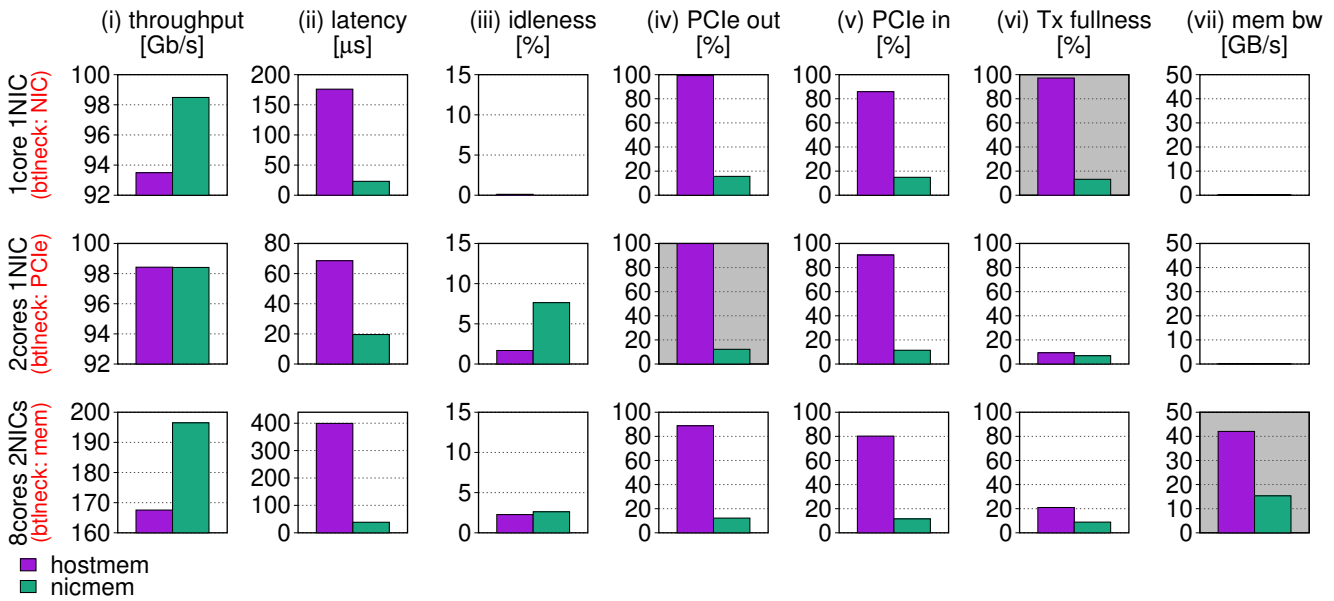 (i) throughput (ii) latency (iii) idleness (iv) PCIe out (v) PCIe in (vi) Tx fullness (vii) mem bw
[Gb/s] [μs] [%] [%] [%] [%] [GB/s]
1core 1NIC
(btlneck: NIC)
100 200 15 100 100 100 50
98 150 10 80 80 80 40
96 100 5 60 60 60 30
94 50 0 40 40 40 20
92 0 20 20 20 10
0 0 0 0
2cores 1NIC
(btlneck: PCIe)
100 80 15 100 100 100 50
98 60 10 80 80 80 40
96 40 5 60 60 60 30
94 20 0 40 40 40 20
92 0 20 20 20 10
0 0 0 0
8cores 2NICs
(btlneck: mem)
200 400 15 100 100 100 50
190 300 10 80 80 80 40
180 200 5 60 60 60 30
170 100 0 40 40 40 20
160 0 20 20 20 10
0 0 0 0
hostmem
nicmem